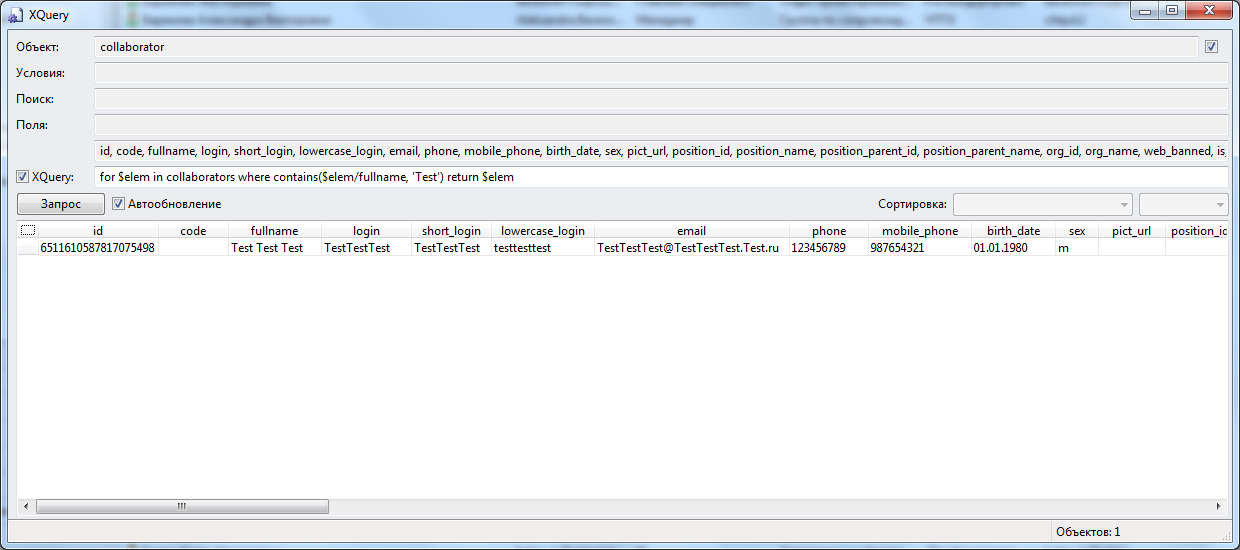 XQuery
Объект: collaborator
Условия:
Поиск:
Поля:
id, code, fullname, login, short_login, lowercase_login, email, phone, mobile_phone, birth_date, sex, pict_url, position_id, position_name, position_parent_id, position_parent_name, org_id, org_name, web_banned, is_
XQuery: for $elem in collaborators where contains($elem/fullname, 'Test') return $elem
Запрос Автообновление Сортировка:
id code fullname login short_login lowercase_login email phone mobile_phone birth_date sex pict_url position_id
6511610587817075498 Test Test Test TestTestTest TestTestTest testtesttest TestTestTest@TestTestTest.Test.ru 123456789 987654321 01.01.1980 m
Объектов: 1